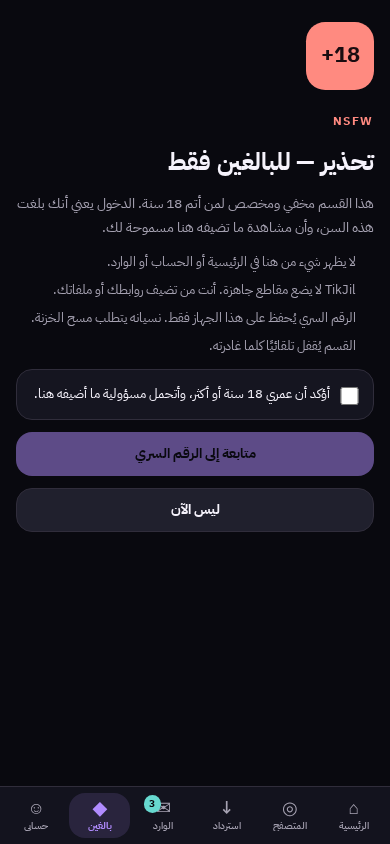 +18
NSFW
تحذير — للبالغين فقط
هذا القسم مخفي ومخصص لمن أتم 18 سنة. الدخول يعني أنك بلغت
هذه السن، وأن مشاهدة ما تضيفه هنا مسموحة لك.
لا يظهر شيء من هنا في الرئيسية أو الحساب أو الوارد.
TikJil لا يضع مقاطع جاهزة. أنت من تضيف روابطك أو ملفاتك.
الرقم السري يُحفظ على هذا الجهاز فقط. نسيانه يتطلب مسح الخزنة.
القسم يُقفل تلقائيًا كلما غادرته.
أؤكد أن عمري 18 سنة أو أكثر، وأتحمل مسؤولية ما أضيفه هنا.
متابعة إلى الرقم السري
ليس الآن
3
الرئيسية
المتصفح
استرداد
الوارد
بالغين
حسابي